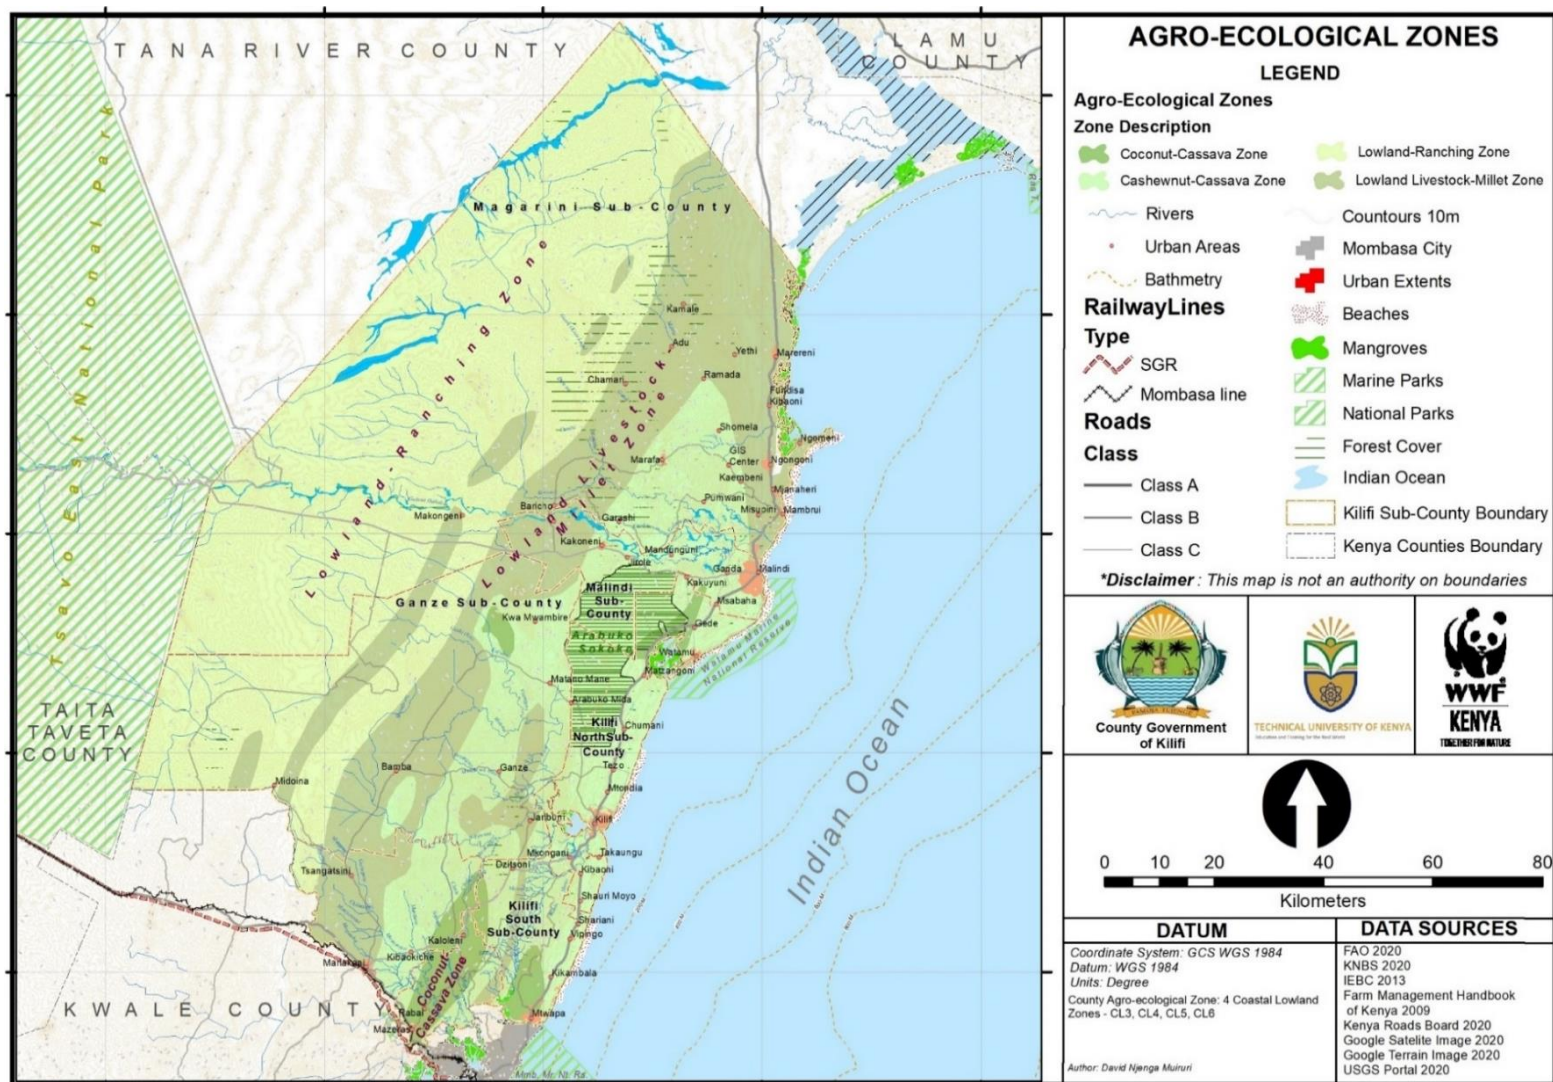 TANA RIVER COUNTY
LAMU
COUNTY
Tsavo East National Park
Magarini Sub-County
Lowland-Ranching Zone
Kamale
Adu
Yethi
Marereni
Chamari
Ramada
Fundisa
Kibaoni
Lowland Livestock-
Millet Zone
Shomela
Ngomeni
GIS
Center
Marafa
Ngongoni
Kaembeni
Mjanaheri
Baricho
Pumwani
Makongeni
Garashi
Misupini
Mambrui
Kakoneni
Mandunguni
Jilole
Ganda
Malindi
Malindi
Sub-
County
Kakuyuni
Msabaha
Ganze Sub-County
Kwa Mwambire
Gede
Arabuko
Sokoke
Watamu
Watamu Marine
National Reserve
Matzangoni
Matano Mane
Arabuko Mida
TAITA
TAVETA
COUNTY
Kilifi
NorthSub-
County
Chumani
Tezo
Bamba
Ganze
Midoina
Mtondia
Jaribuni
Kilifi
Mkongani
Takaungu
Dzitsoni
Kibaoni
Tsangatsini
Shauri Moyo
Kilifi
South
Sub-County
Shariani
Vipingo
Kaloleni
Kibaokiche
Mariakani
Kikambala
Coconut-
Cassava Zone
KWALE COUNTY
Rabai
Mtwapa
Mazeras
Indian Ocean
AGRO-ECOLOGICAL ZONES
LEGEND
Agro-Ecological Zones
Zone Description
Coconut-Cassava Zone
Lowland-Ranching Zone
Cashewnut-Cassava Zone
Lowland Livestock-Millet Zone
Rivers
Countours 10m
Urban Areas
Mombasa City
Bathmetry
Urban Extents
RailwayLines
Beaches
Type
Mangroves
SGR
Marine Parks
Mombasa line
National Parks
Roads
Forest Cover
Class
Indian Ocean
Class A
Kilifi Sub-County Boundary
Class B
Kenya Counties Boundary
Class C
*Disclaimer : This map is not an authority on boundaries
County Government
of Kilifi
TECHNICAL UNIVERSITY OF KENYA
WWF
KENYA
TOGETHER FOR NATURE
0 10 20 40 60 80
Kilometers
DATUM
Coordinate System: GCS WGS 1984
Datum: WGS 1984
Units: Degree
County Agro-ecological Zone: 4 Coastal Lowland
Zones - CL3, CL4, CL5, CL6
Author: David Njenga Muiruri
DATA SOURCES
FAO 2020
KNBS 2020
IEBC 2013
Farm Management Handbook
of Kenya 2009
Kenya Roads Board 2020
Google Satelite Image 2020
Google Terrain Image 2020
USGS Portal 2020